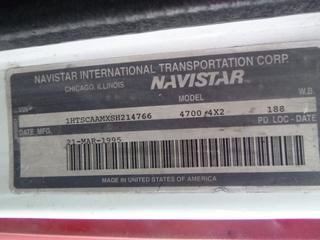 NAVISTAR INTERNATIONAL TRANSPORTATION CORP.
CHICAGO, ILLINOIS NAVISTAR
VIN MODEL W.B.
1HTSCAAMXSH214766 4700 4X2 188
DATE MFG. PD LOC - DATE
21-MAR-1995
MADE IN UNITED STATES OF AMERICA